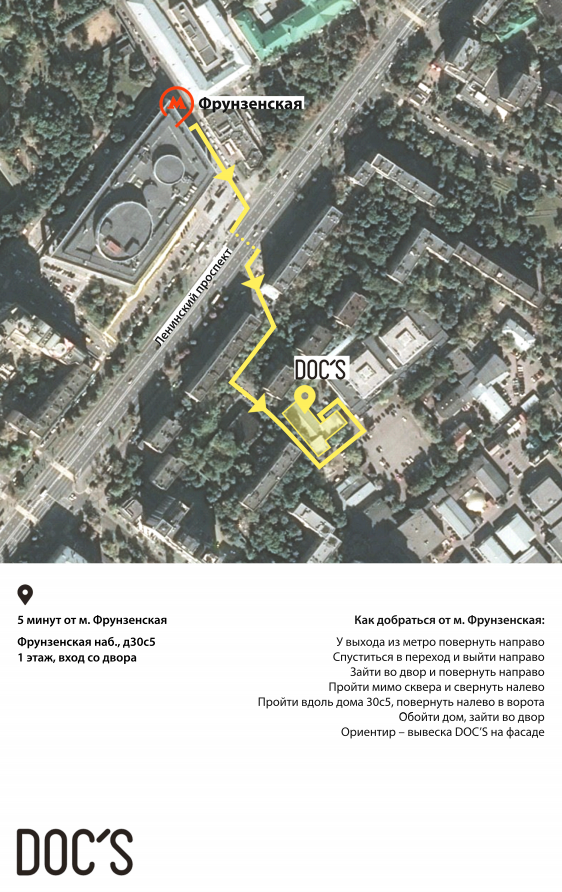 М Фрунзенская
Ленинский проспект
DOC'S
5 минут от м. Фрунзенская
Фрунзенская наб., д30с5
1 этаж, вход со двора
Как добраться от м. Фрунзенская:
У выхода из метро повернуть направо
Спуститься в переход и выйти направо
Зайти во двор и повернуть направо
Пройти мимо сквера и свернуть налево
Пройти вдоль дома 30с5, повернуть налево в ворота
Обойти дом, зайти во двор
Ориентир – вывеска DOC'S на фасаде
DOC'S